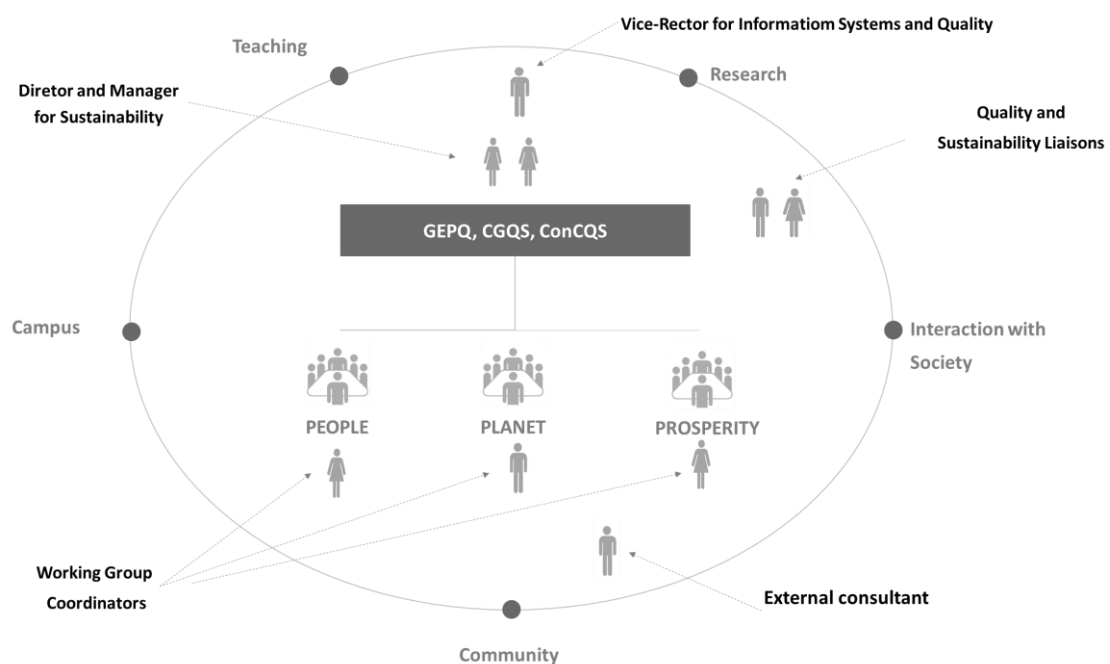 Vice-Rector for Informatiom Systems and Quality
Teaching
Research
Diretor and Manager
for Sustainability
Quality and
Sustainability Liaisons
GEPQ, CGQS, ConCQS
Campus
Interaction with
Society
PEOPLE
PLANET
PROSPERITY
Working Group
Coordinators
External consultant
Community